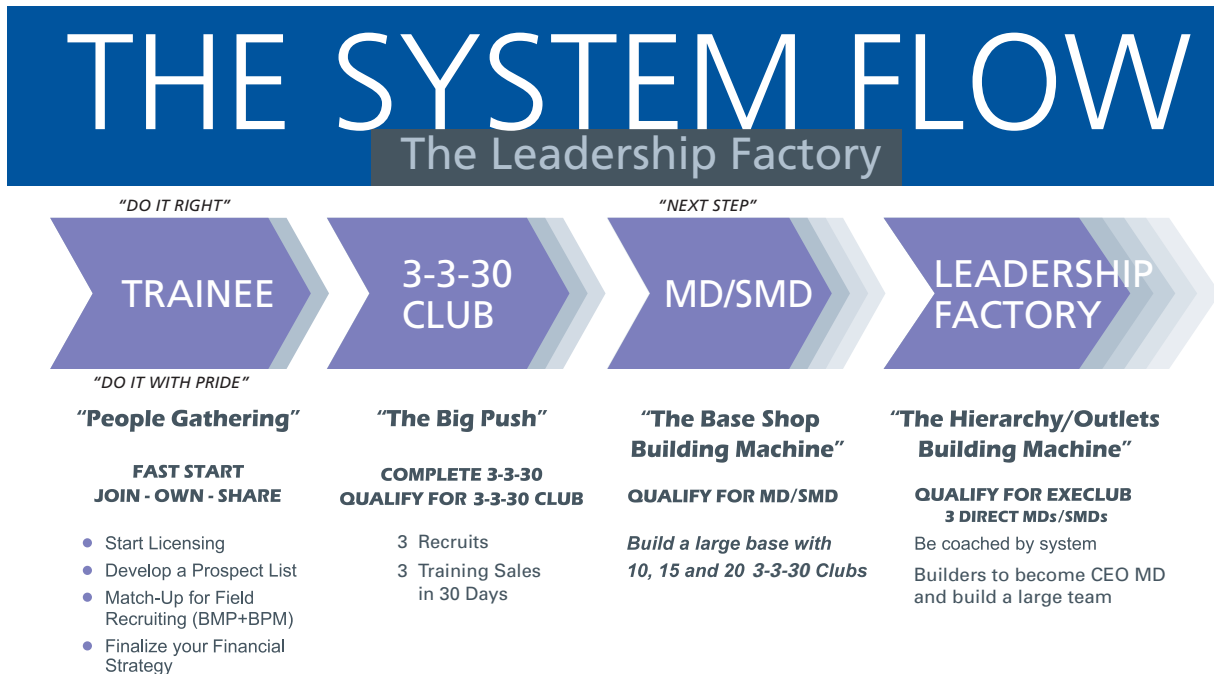 THE SYSTEM FLOW
The Leadership Factory
“DO IT RIGHT”
TRAINEE
“DO IT WITH PRIDE”
“People Gathering”
FAST START
JOIN - OWN - SHARE
Start Licensing
Develop a Prospect List
Match-Up for Field
Recruiting (BMP+BPM)
Finalize your Financial
Strategy
3-3-30
CLUB
“The Big Push”
COMPLETE 3-3-30
QUALIFY FOR 3-3-30 CLUB
3 Recruits
3 Training Sales
in 30 Days
“NEXT STEP”
MD/SMD
“The Base Shop
Building Machine”
QUALIFY FOR MD/SMD
Build a large base with
10, 15 and 20 3-3-30 Clubs
LEADERSHIP
FACTORY
“The Hierarchy/Outlets
Building Machine”
QUALIFY FOR EXECLUB
3 DIRECT MDs/SMDs
Be coached by system
Builders to become CEO MD
and build a large team